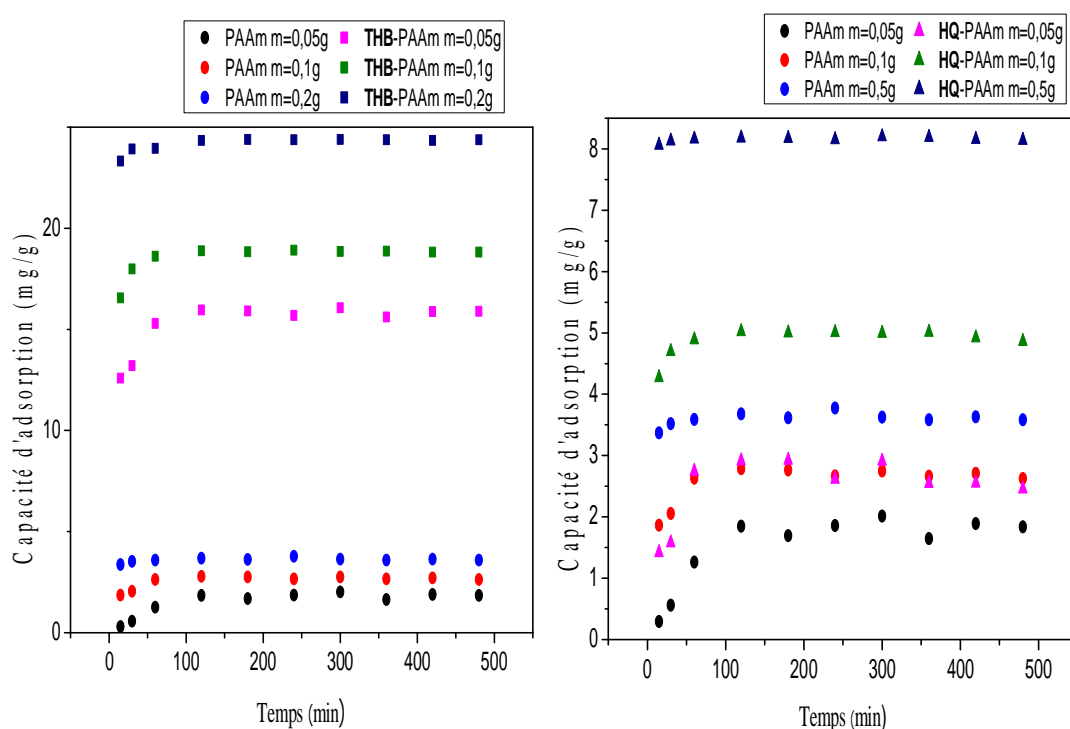 PAAm m=0,05g THB-PAAm m=0,05g
PAAm m=0,1g THB-PAAm m=0,1g
PAAm m=0,2g THB-PAAm m=0,2g
Capacité d'adsorption (mg/g)
20
10
0
0 100 200 300 400 500
Temps (min)
PAAm m=0,05g HQ-PAAm m=0,05g
PAAm m=0,1g HQ-PAAm m=0,1g
PAAm m=0,5g HQ-PAAm m=0,5g
Capacité d'adsorption (mg/g)
8
7
6
5
4
3
2
1
0
0 100 200 300 400 500
Temps (min)